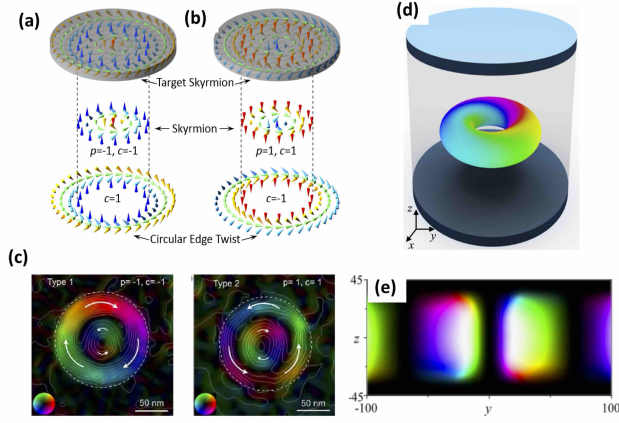 (a)
(b)
Target Skyrmion
Skyrmion
p=-1, c=-1
p=1, c=1
c=1
c=-1
Circular Edge Twist
(c)
Type 1
p= -1, c= -1
50 nm
Type 2
p= 1, c= 1
50 nm
(d)
z
y
x
(e)
45
z
-45
-100
y
100